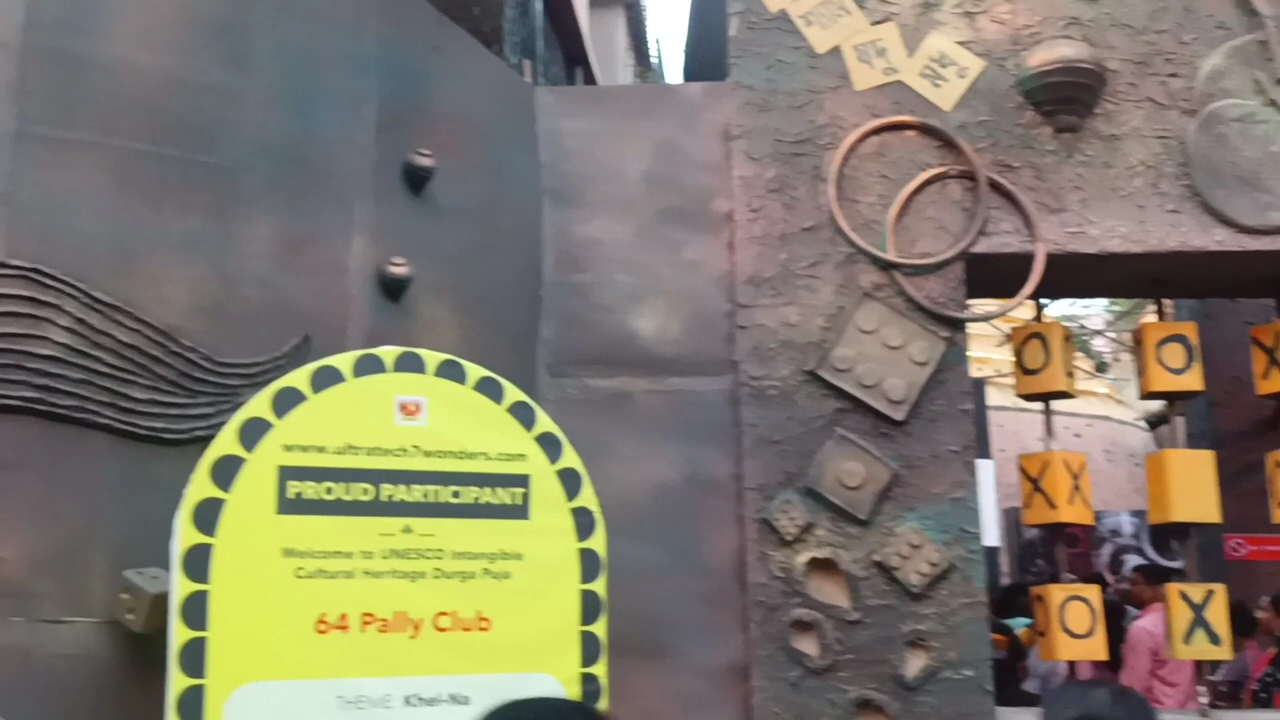 www.ultratech7wonders.com
PROUD PARTICIPANT
Welcome to UNESCO Intangible
Cultural Heritage Durga Puja
64 Pally Club
THEME: Khel-Na
O O X
X X
O X